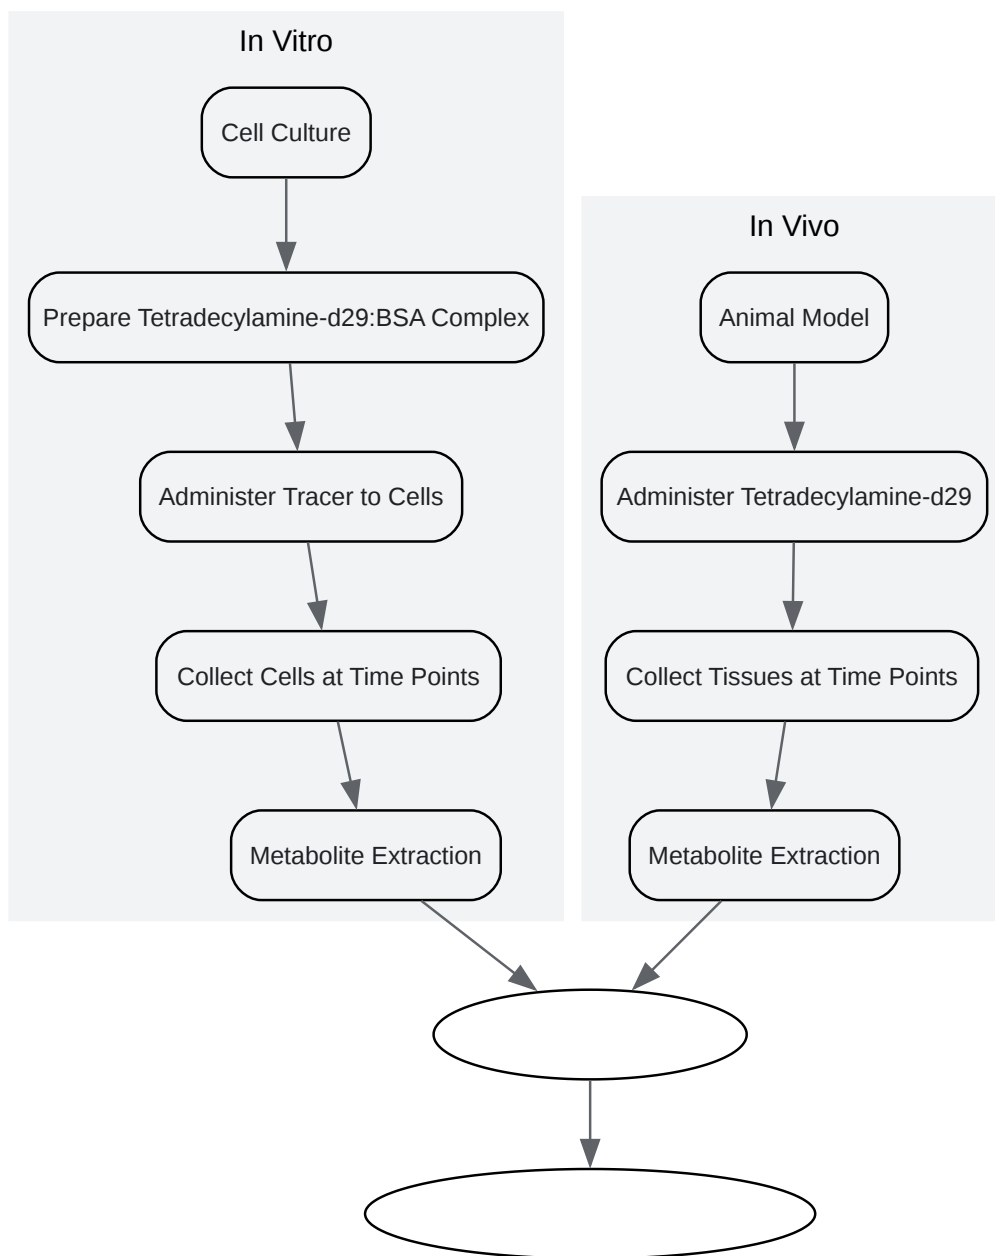 In Vitro
Cell Culture
Prepare Tetradecylamine-d29:BSA Complex
Administer Tracer to Cells
Collect Cells at Time Points
Metabolite Extraction
In Vivo
Animal Model
Administer Tetradecylamine-d29
Collect Tissues at Time Points
Metabolite Extraction